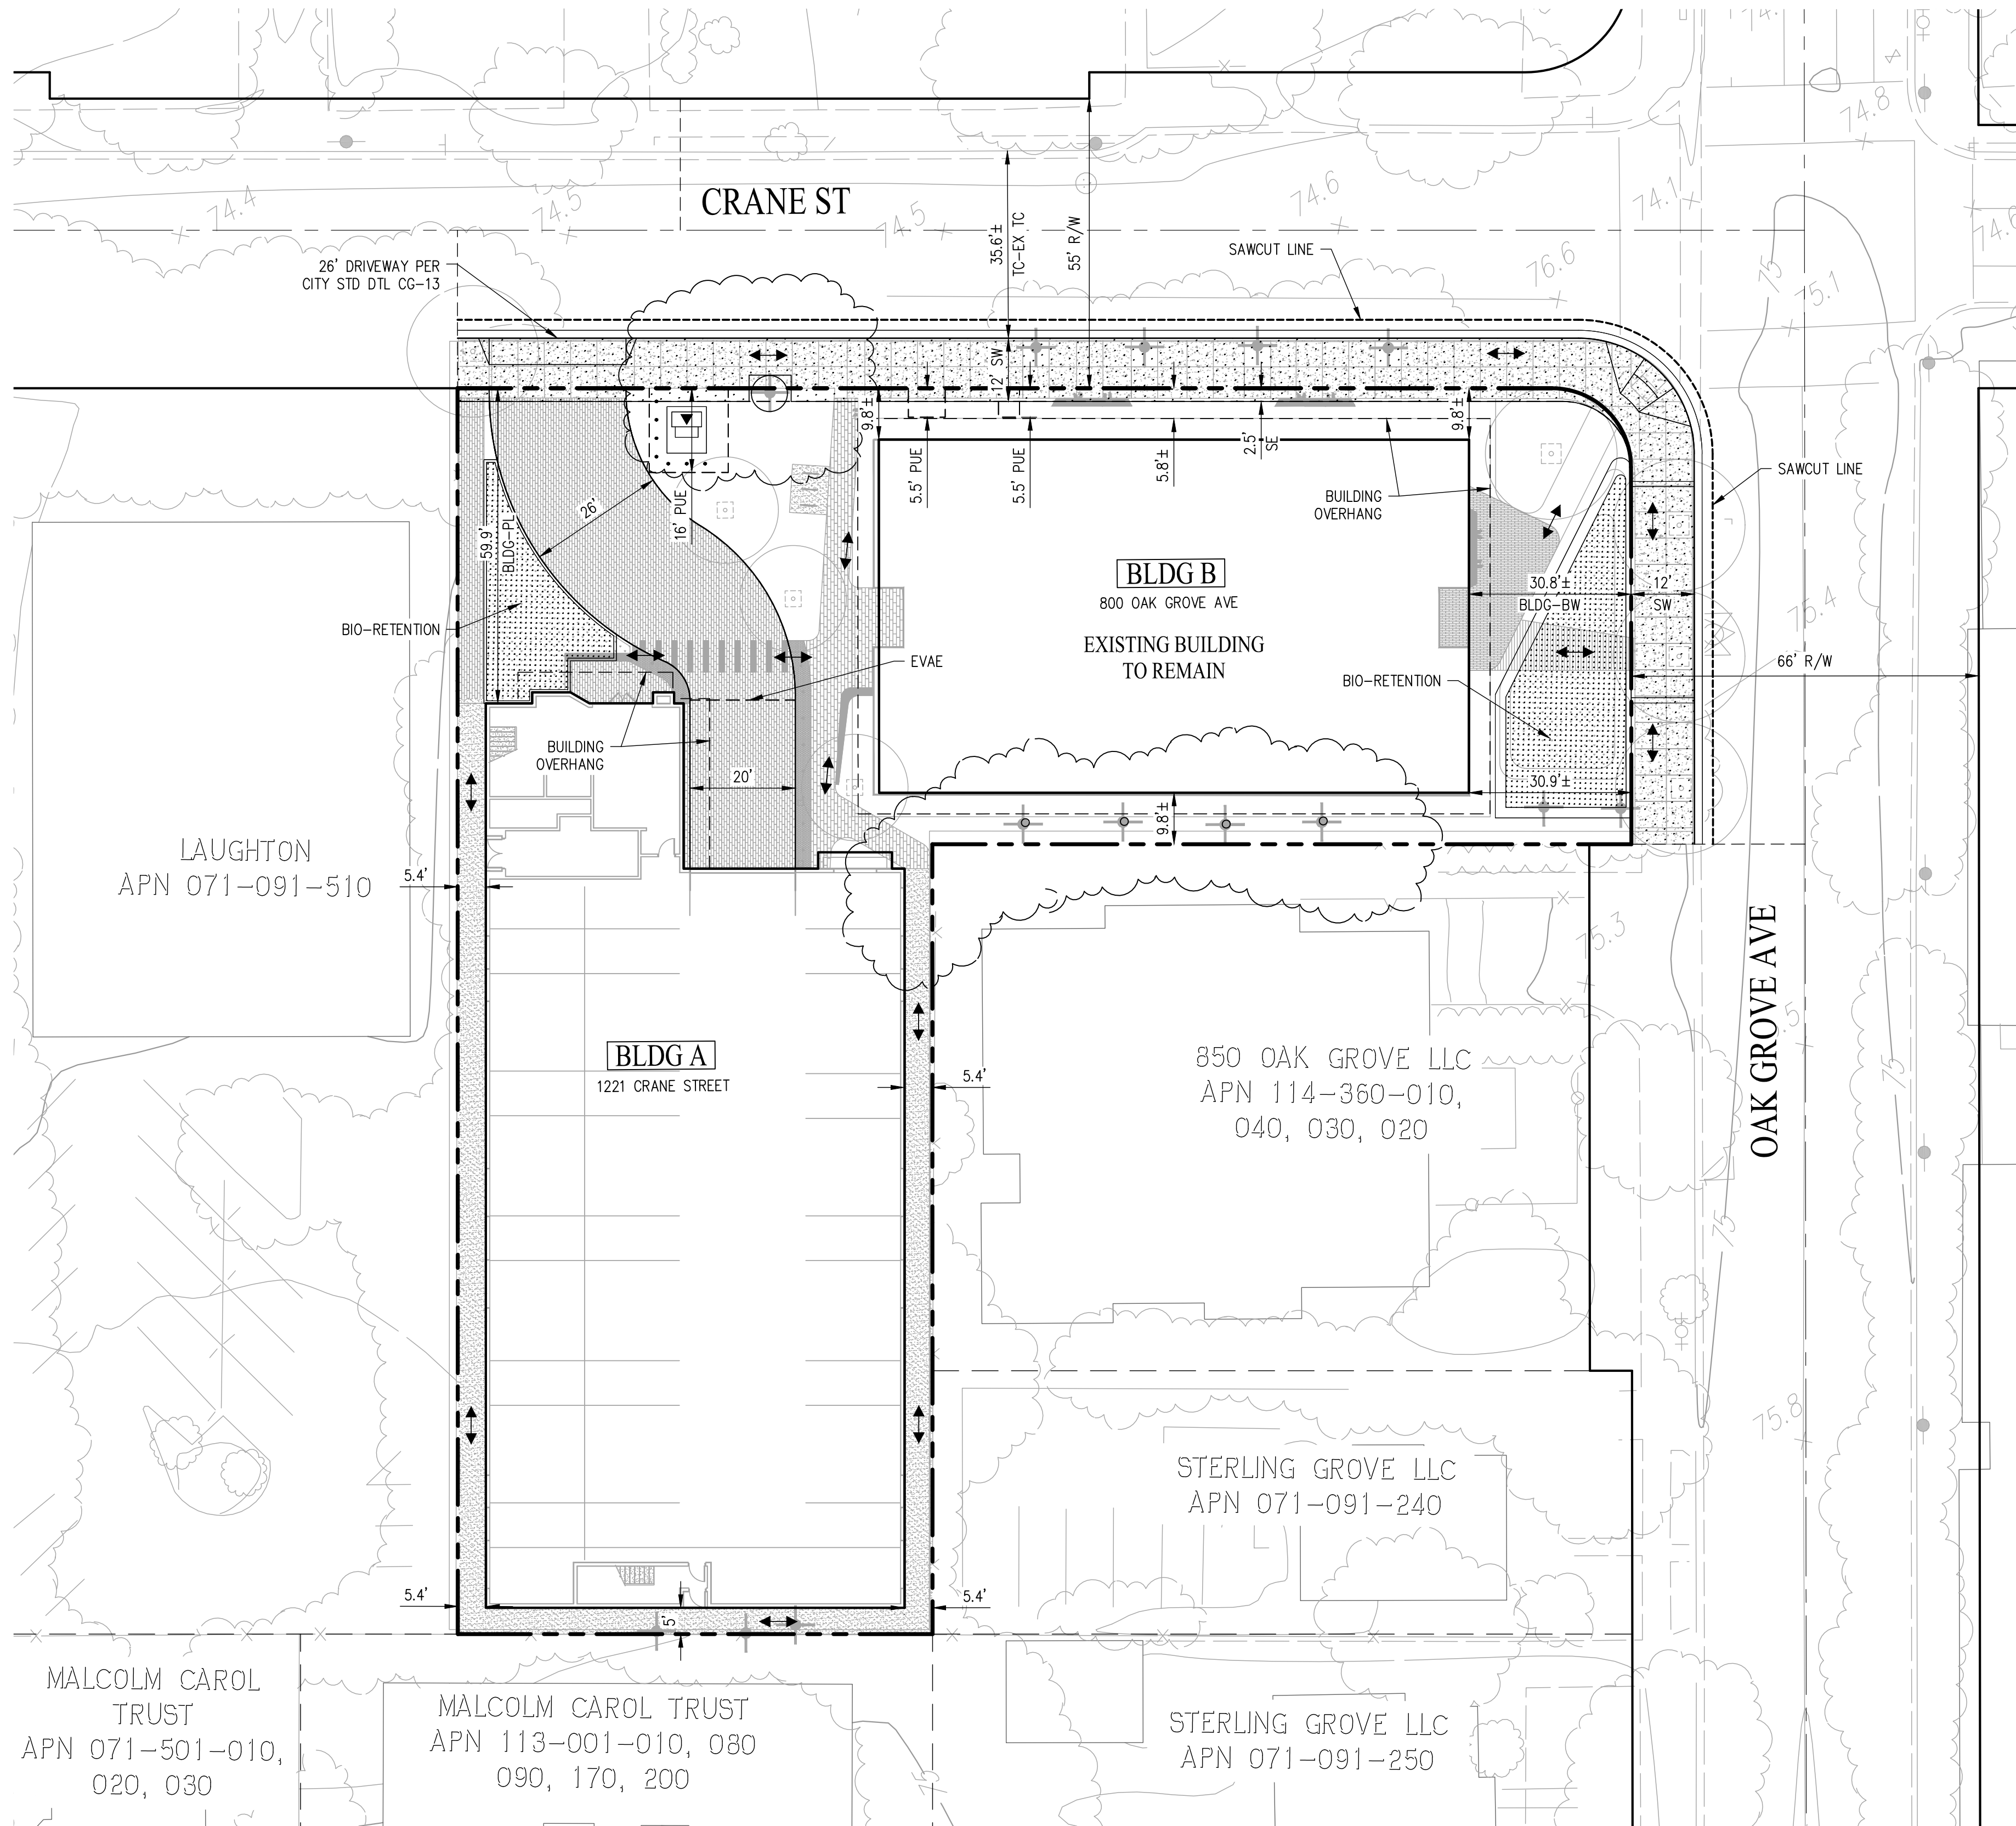 74.8
CRANE ST
74.4
74.5
74.5
74.6
74.1
74.6
35.6'±
TC-EX TC
55' R/W
SAWCUT LINE
76.6
75
75.1
26' DRIVEWAY PER
CITY STD DTL CG-13
12' SW
9.8'±
9.8'±
5.5' PUE
5.5' PUE
5.8'±
2.5'
SE
16' PUE
26'
59.9'
BLDG-PL
BUILDING
OVERHANG
SAWCUT LINE
BLDG B
800 OAK GROVE AVE
EXISTING BUILDING
TO REMAIN
30.8'±
BLDG-BW
12'
SW
75.4
BIO-RETENTION
EVAE
BIO-RETENTION
66' R/W
BUILDING
OVERHANG
20'
30.9'±
9.8'±
LAUGHTON
APN 071-091-510
5.4'
75.3
OAK GROVE AVE
BLDG A
1221 CRANE STREET
5.4'
850 OAK GROVE LLC
APN 114-360-010,
040, 030, 020
75
75
75.8
STERLING GROVE LLC
APN 071-091-240
5.4'
5'
5.4'
MALCOLM CAROL
TRUST
APN 071-501-010,
020, 030
MALCOLM CAROL TRUST
APN 113-001-010, 080
090, 170, 200
STERLING GROVE LLC
APN 071-091-250